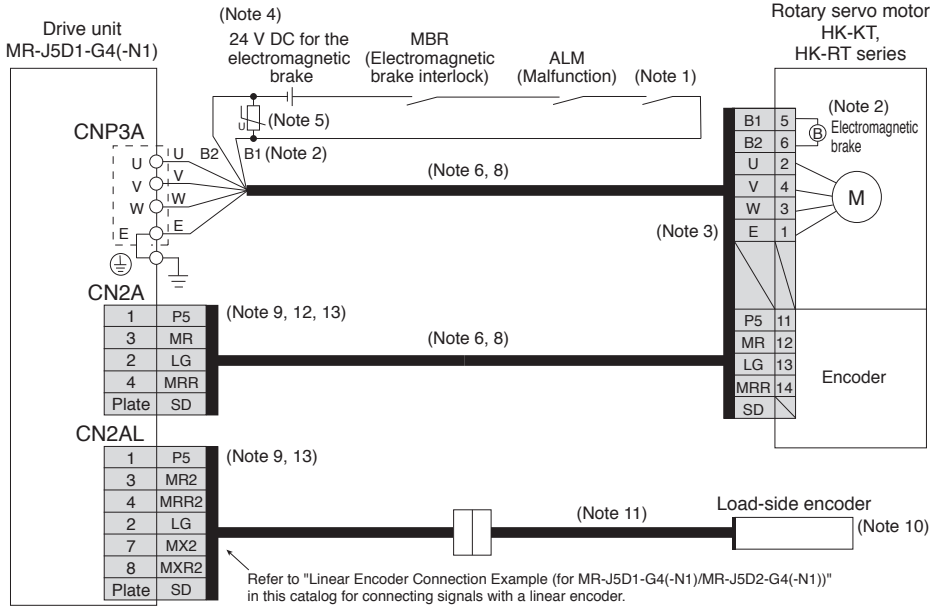 Drive unit
MR-J5D1-G4(-N1)
(Note 4)
24 V DC for the
electromagnetic
brake
MBR
(Electromagnetic
brake interlock)
ALM
(Malfunction)
(Note 1)
Rotary servo motor
HK-KT,
HK-RT series
U
(Note 5)
CNP3A
U U B2 B1 (Note 2)
V V
W W
E E
(Note 6, 8)
(Note 3)
B1 5
B2 6
U 2
V 4
W 3
E 1
(Note 2)
B Electromagnetic
brake
M
CN2A
1 P5
3 MR
2 LG
4 MRR
Plate SD
(Note 9, 12, 13)
(Note 6, 8)
P5 11
MR 12
LG 13
MRR 14
SD
Encoder
CN2AL
1 P5
3 MR2
4 MRR2
2 LG
7 MX2
8 MXR2
Plate SD
(Note 9, 13)
(Note 11)
Load-side encoder
(Note 10)
Refer to "Linear Encoder Connection Example (for MR-J5D1-G4(-N1)/MR-J5D2-G4(-N1))"
in this catalog for connecting signals with a linear encoder.